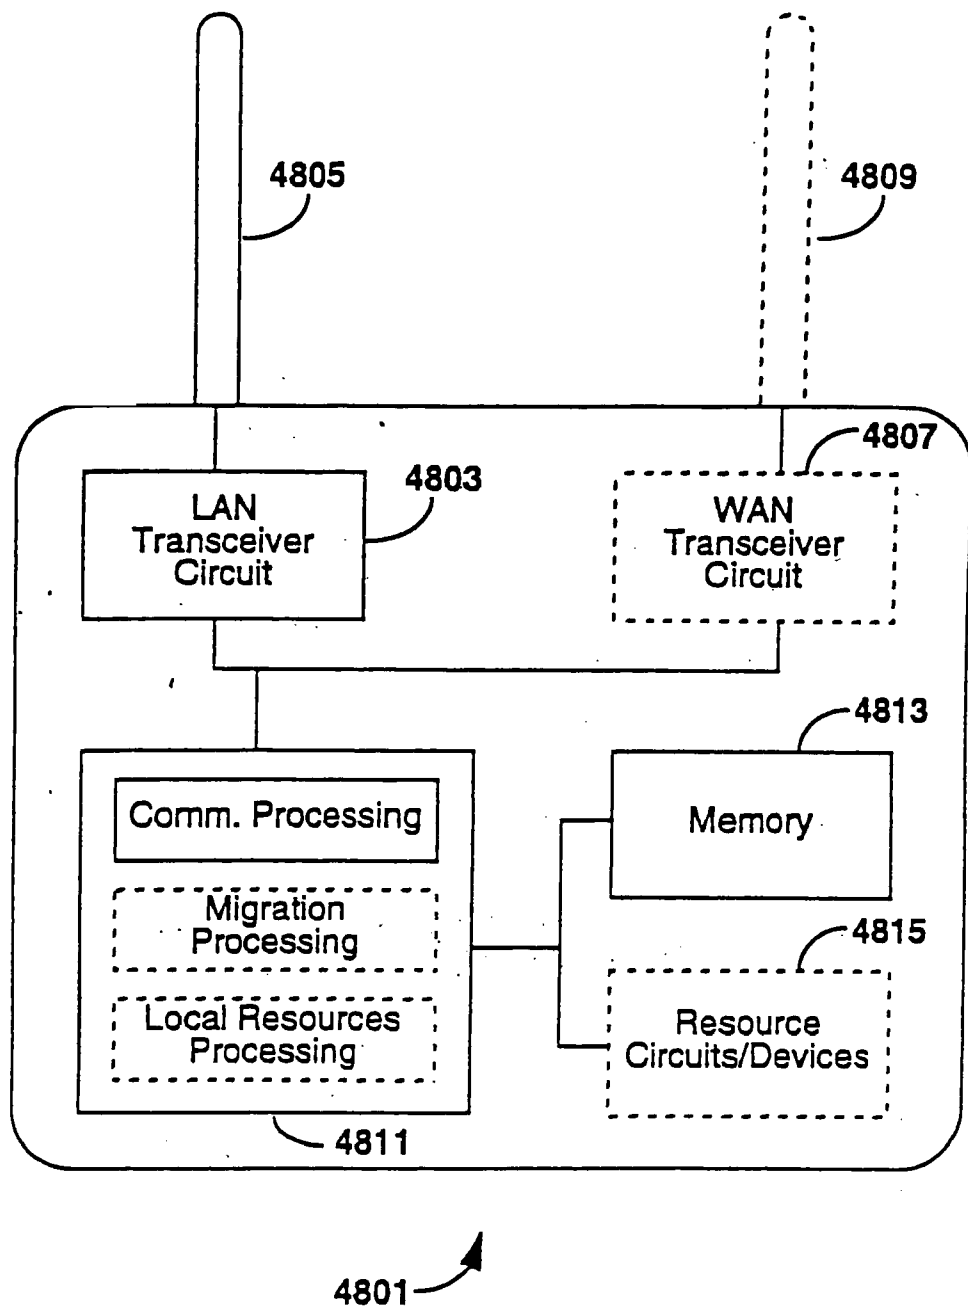 4805
4809
4807
4803
LAN
Transceiver
Circuit
WAN
Transceiver
Circuit
4813
Comm. Processing
Memory
Migration
Processing
4815
Local Resources
Processing
Resource
Circuits/Devices
4811
4801